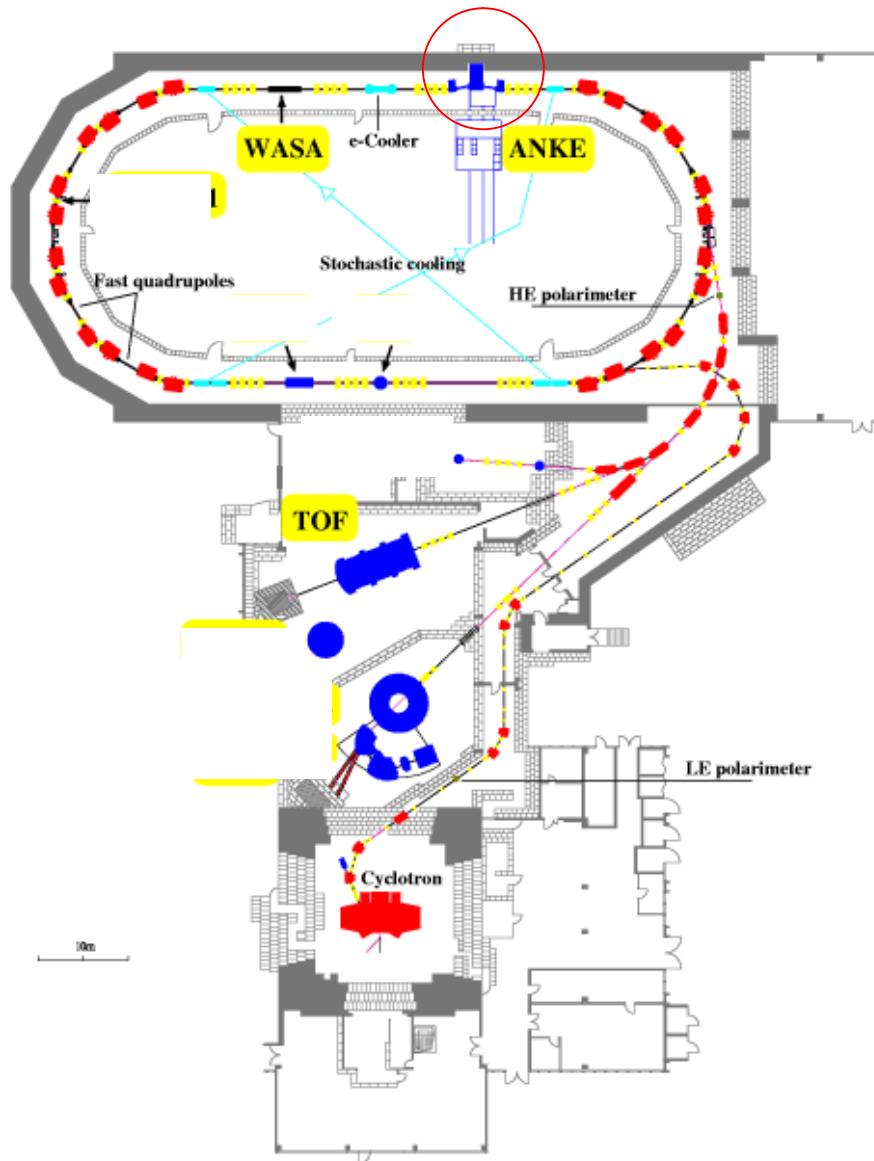 WASA
e-Cooler
ANKE
Stochastic cooling
Fast quadrupoles
HE polarimeter
TOF
LE polarimeter
Cyclotron
10m